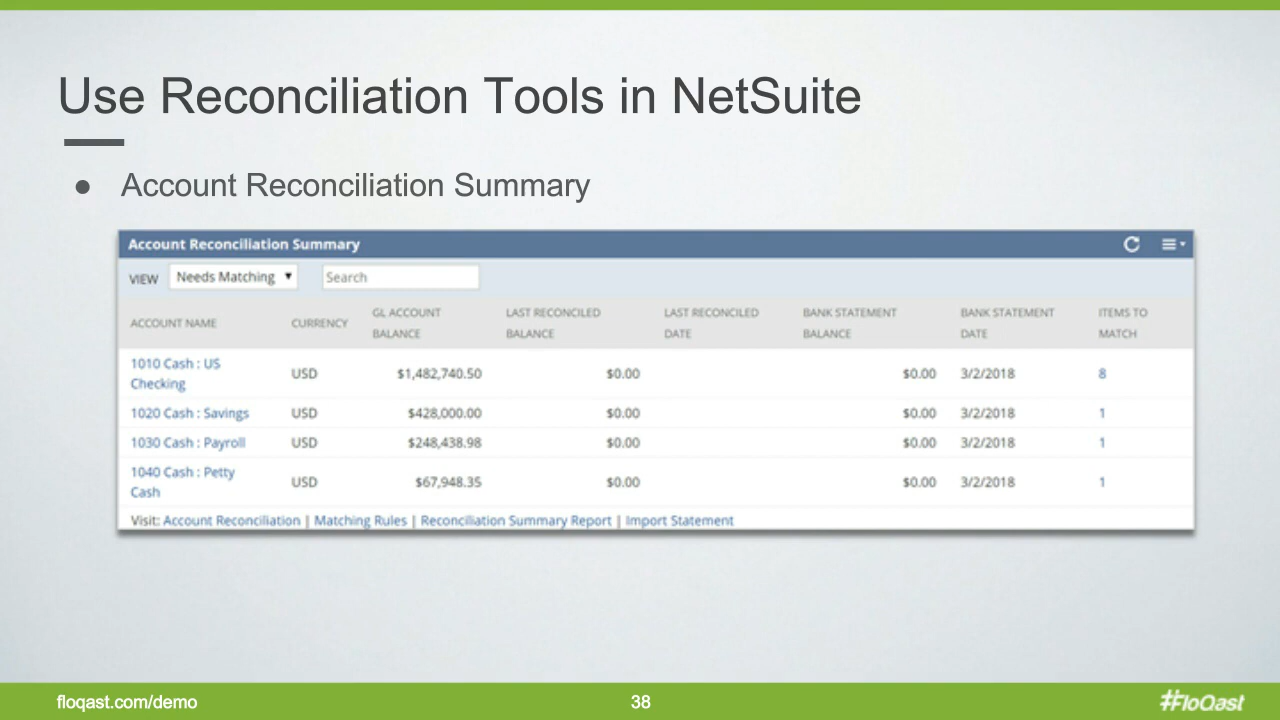 Use Reconciliation Tools in NetSuite
● Account Reconciliation Summary
Account Reconciliation Summary
VIEW Needs Matching Search
ACCOUNT NAME CURRENCY GL ACCOUNT BALANCE LAST RECONCILED BALANCE LAST RECONCILED DATE BANK STATEMENT BALANCE BANK STATEMENT DATE ITEMS TO MATCH
1010 Cash : US Checking USD $1,482,740.50 $0.00 $0.00 3/2/2018 8
1020 Cash : Savings USD $428,000.00 $0.00 $0.00 3/2/2018 1
1030 Cash : Payroll USD $248,438.98 $0.00 $0.00 3/2/2018 1
1040 Cash : Petty Cash USD $67,948.35 $0.00 $0.00 3/2/2018 1
Visit: Account Reconciliation | Matching Rules | Reconciliation Summary Report | Import Statement
floqast.com/demo 38 #FloQast